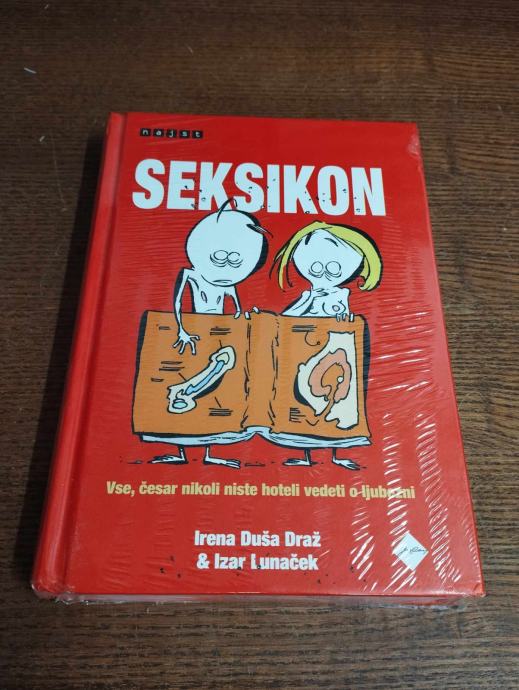 najst
SEKSIKON
Vse, česar nikoli niste hoteli vedeti o ljubezni
Irena Duša Draž
& Izar Lunaček